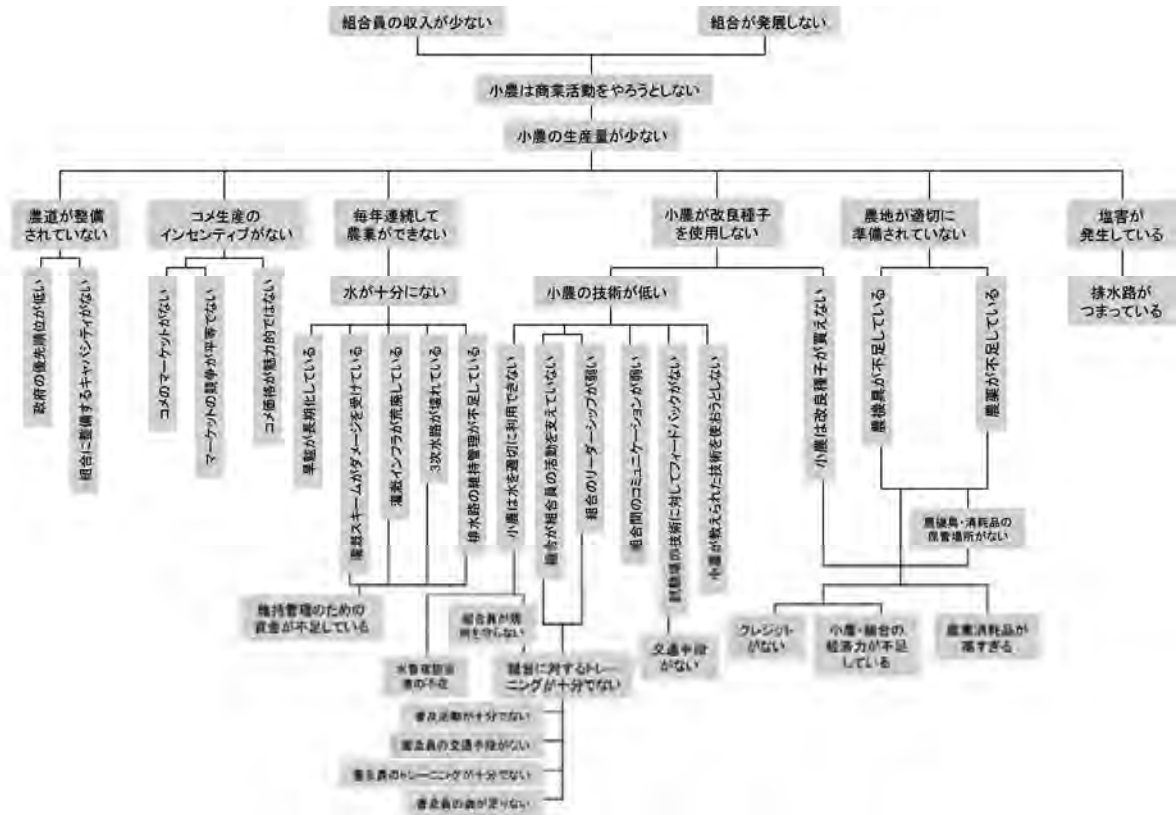 組合員の収入が少ない
組合が発展しない
小農は商業活動をやろうとしない
小農の生産量が少ない
農道が整備
されていない
コメ生産の
インセンティブがない
毎年連続して
農業ができない
小農が改良種子
を使用しない
農地が適切に
準備されていない
塩害が
発生している
政府の優先順位が低い
組合に整備するキャパシティがない
コメのマーケットがない
マーケットの競争が平等でない
コメ価格が魅力的ではない
水が十分にない
小農の技術が低い
小農は改良種子が買えない
農機具が不足している
農薬が不足している
排水路が
つまっている
旱魃が長期化している
灌漑スキームがダメージを受けている
灌漑インフラが荒廃している
3次水路が壊れている
排水路の維持管理が不足している
小農は水を適切に利用できない
組合が組合員の活動を支えていない
組合のリーダーシップが弱い
組合間のコミュニケーションが弱い
試験場的技術に対してフィードバックがない
小農が教えられた技術を使おうとしない
農機具・消耗品の
保管場所がない
維持管理のための
資金が不足している
組合員が規
則を守らない
組合に対するトレー
ニングが十分でない
交通手段
がない
クレジット
がない
小農・組合の
経済力が不足
している
農業消耗品が
高すぎる
普及活動が十分でない
普及員の交通手段がない
普及員のトレーニングが十分でない
普及員の数が足りない